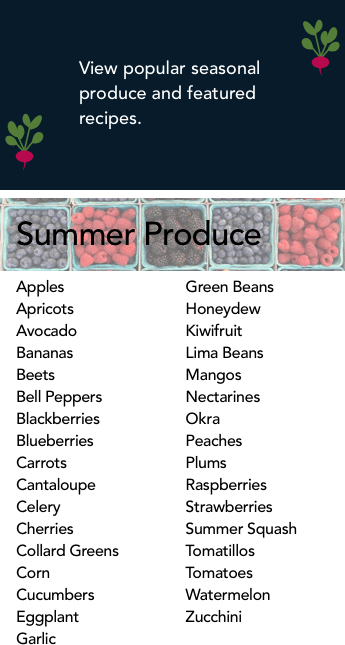 View popular seasonal
produce and featured
recipes.
Summer Produce
Apples
Apricots
Avocado
Bananas
Beets
Bell Peppers
Blackberries
Blueberries
Carrots
Cantaloupe
Celery
Cherries
Collard Greens
Corn
Cucumbers
Eggplant
Garlic
Green Beans
Honeydew
Kiwifruit
Lima Beans
Mangos
Nectarines
Okra
Peaches
Plums
Raspberries
Strawberries
Summer Squash
Tomatillos
Tomatoes
Watermelon
Zucchini